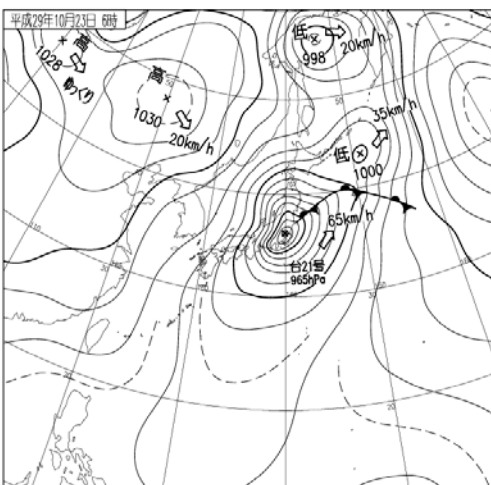 平成29年10月23日 6時
高
1028
ゆっくり
高
1030
20km/h
低
998
20km/h
35km/h
低
1000
65km/h
台21号
965hPa